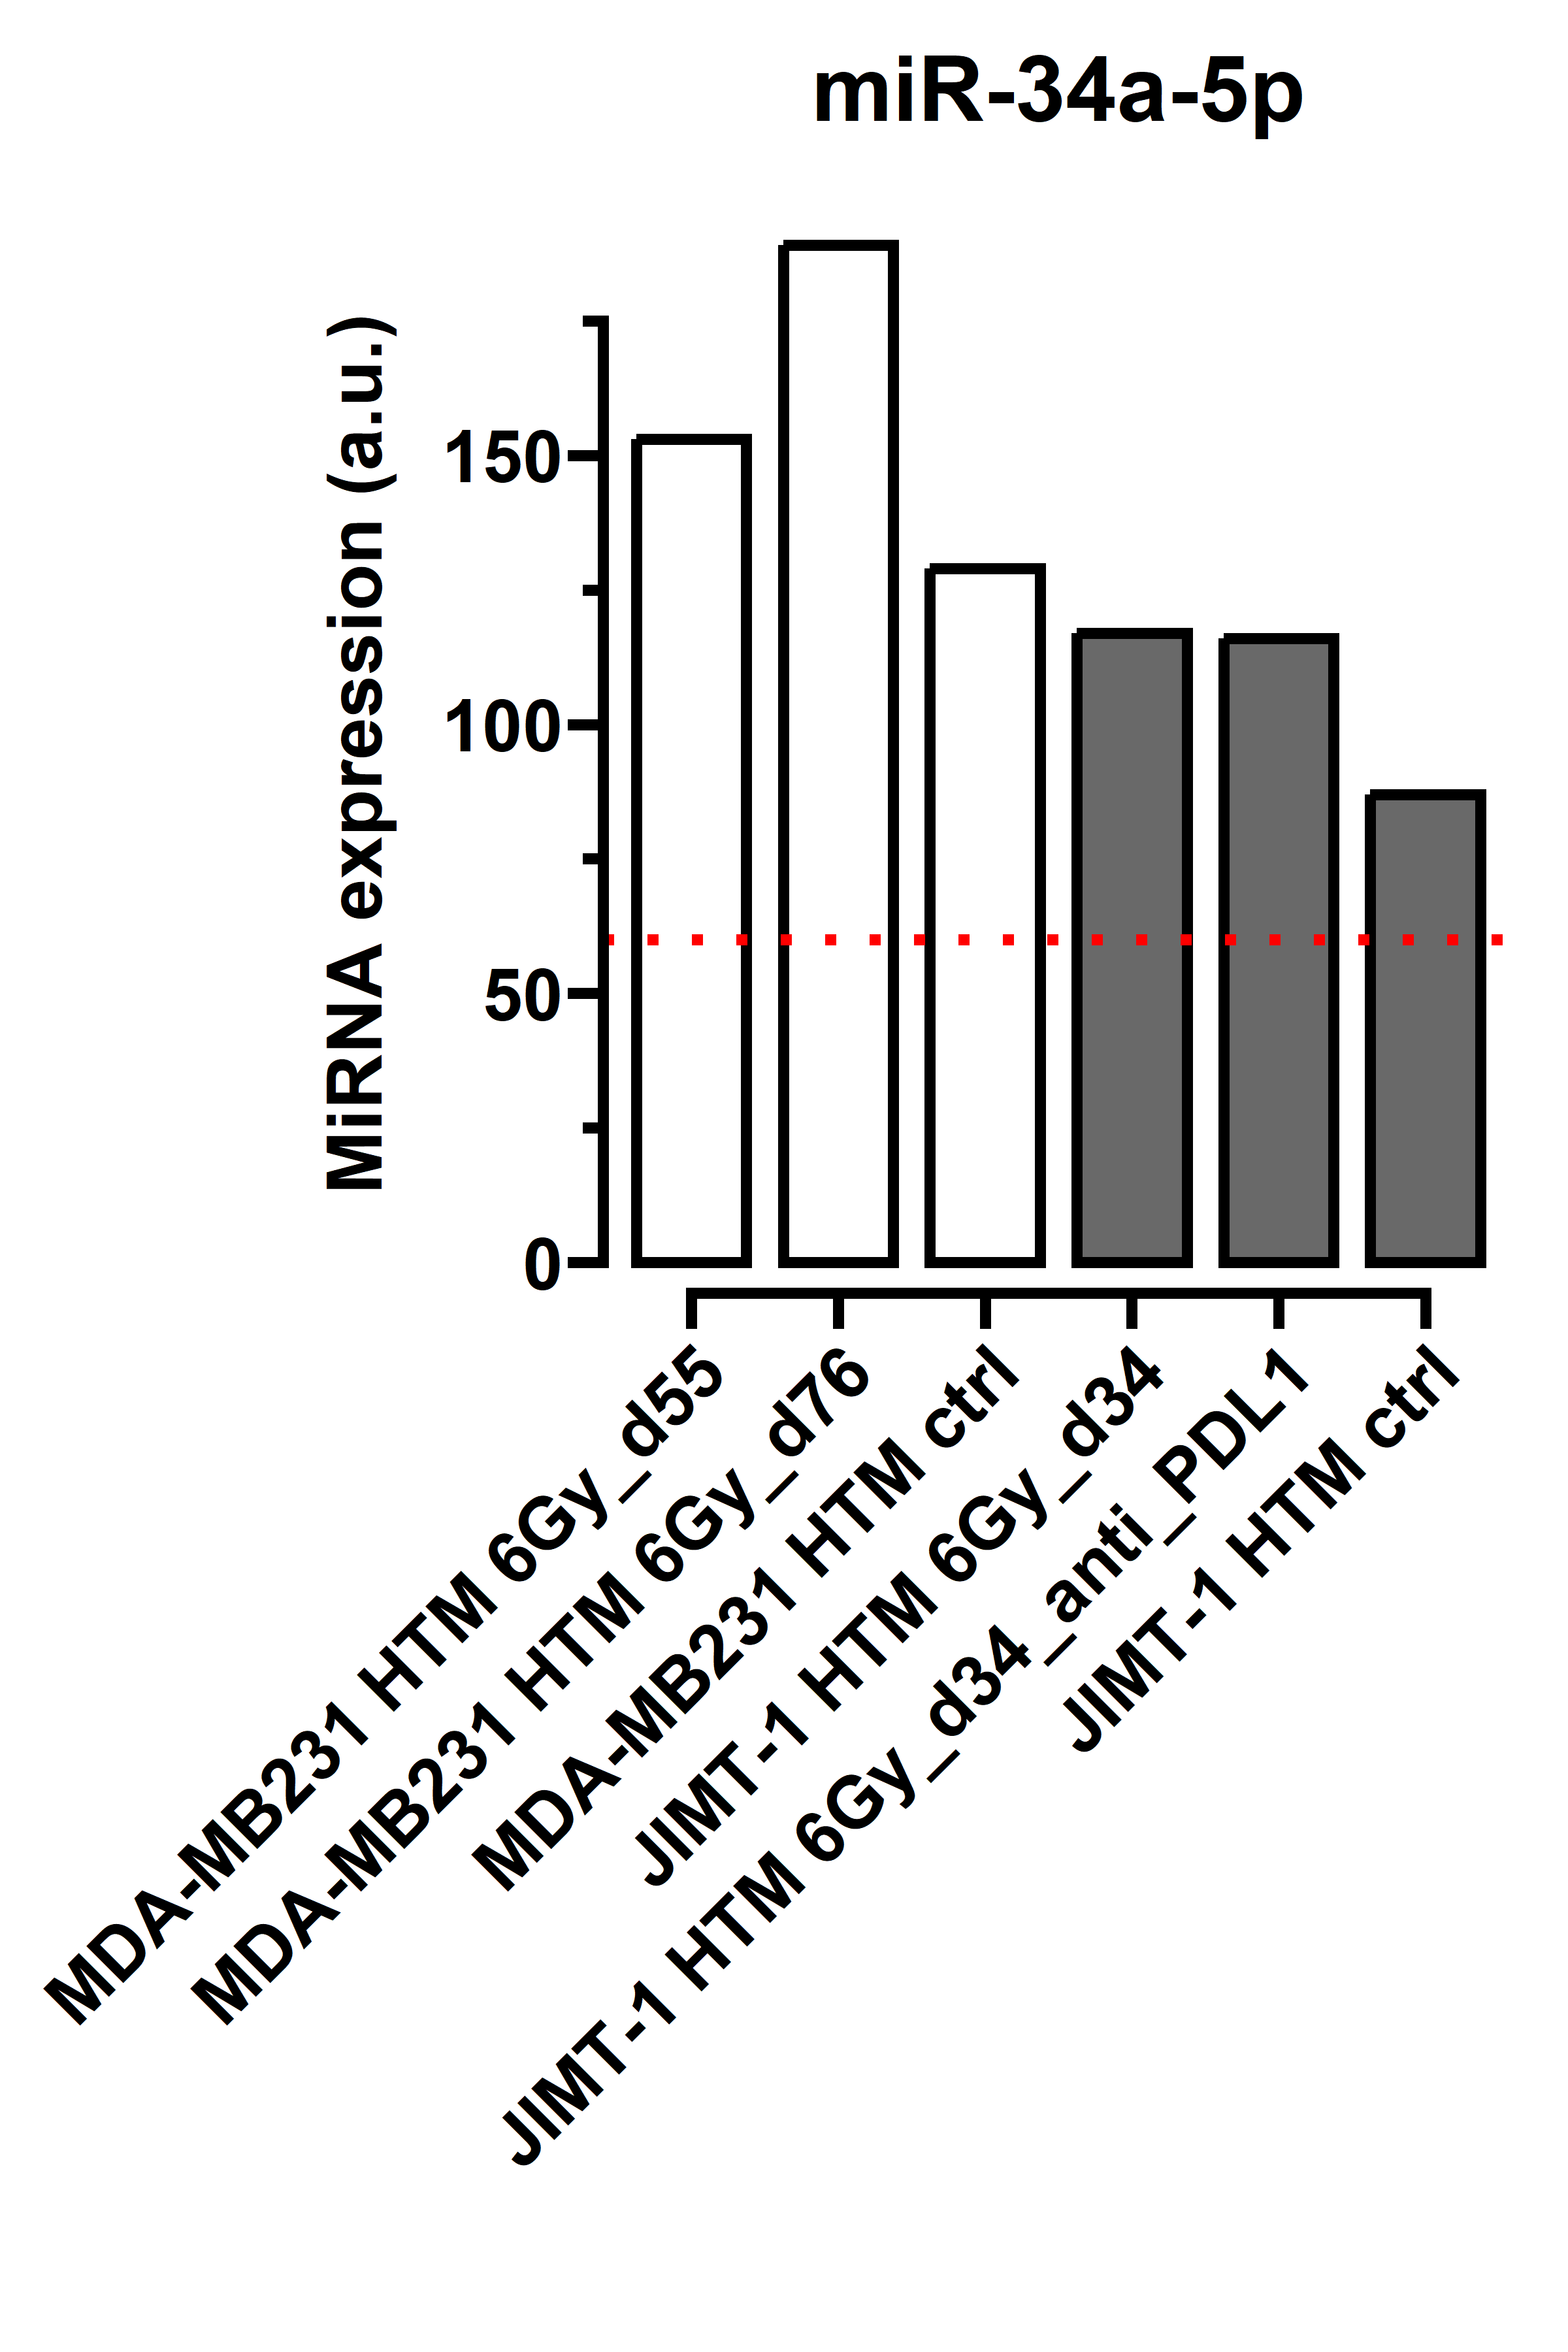 miR-34a-5p
MiRNA expression (a.u.)
150
100
50
0
MDA-MB231 HTM 6Gy_d55
MDA-MB231 HTM 6Gy_d76
MDA-MB231 HTM ctrl
JIMT-1 HTM 6Gy_d34
JIMT-1 HTM 6Gy_d34_anti_PDL1
JIMT-1 HTM ctrl